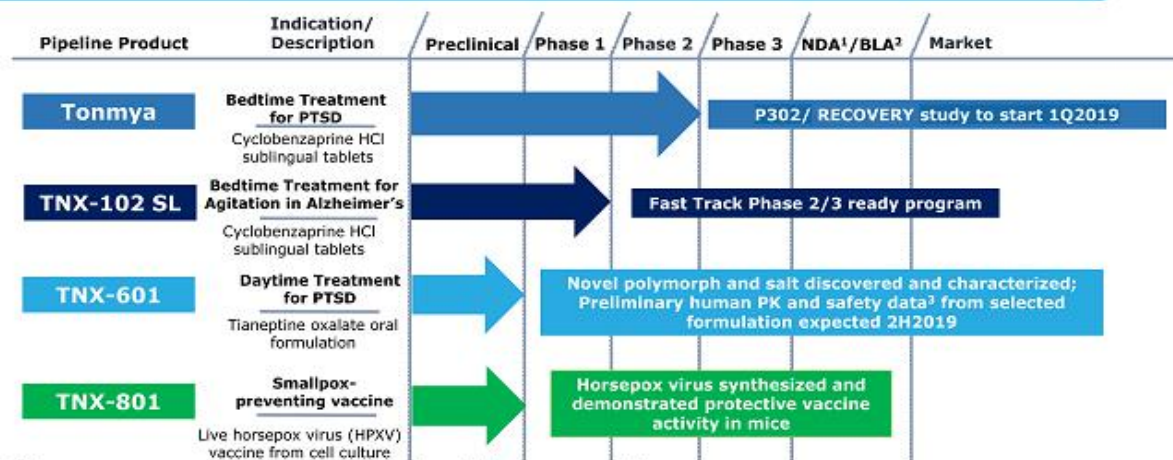 Pipeline Product
Indication/
Description
Preclinical
Phase 1
Phase 2
Phase 3
NDA¹/BLA²
Market
Tonmya
Bedtime Treatment
for PTSD
Cyclobenzaprine HCl
sublingual tablets
P302/ RECOVERY study to start 1Q2019
TNX-102 SL
Bedtime Treatment for
Agitation in Alzheimer's
Cyclobenzaprine HCl
sublingual tablets
Fast Track Phase 2/3 ready program
TNX-601
Daytime Treatment
for PTSD
Tianeptine oxalate oral
formulation
Novel polymorph and salt discovered and characterized;
Preliminary human PK and safety data³ from selected
formulation expected 2H2019
TNX-801
Smallpox-
preventing vaccine
Live horsepox virus (HPXV)
vaccine from cell culture
Horsepox virus synthesized and
demonstrated protective vaccine
activity in mice